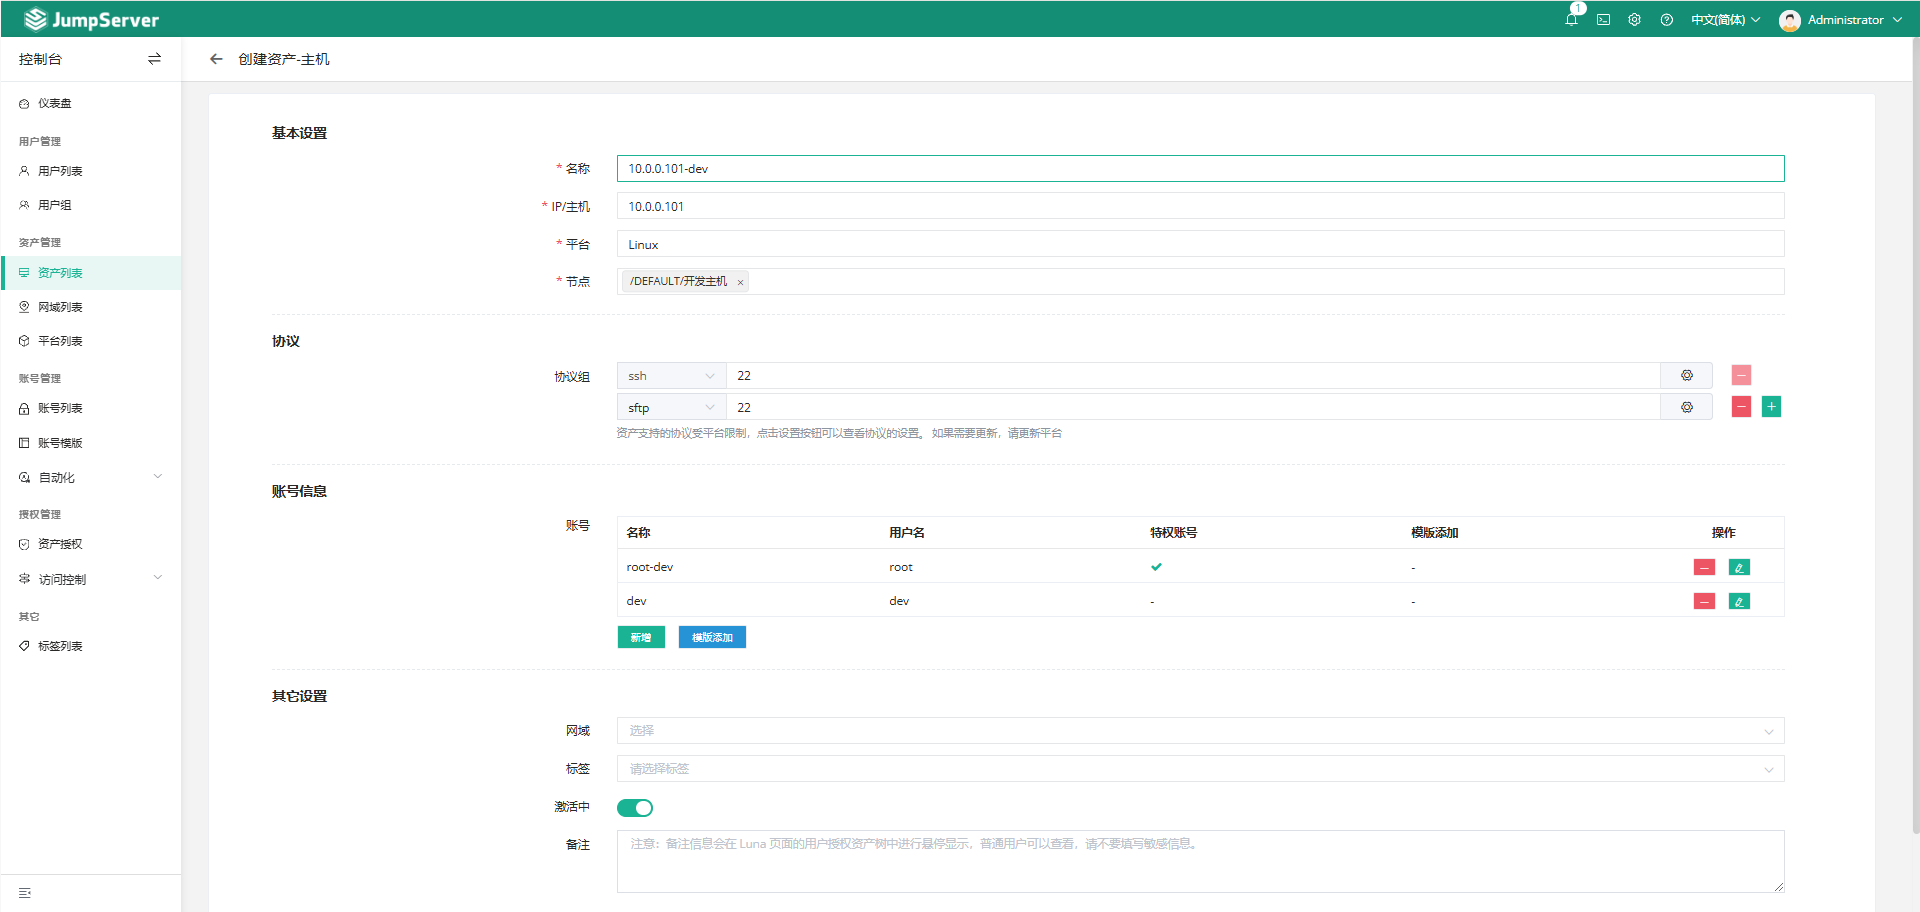 JumpServer
1
中文(简体)
Administrator
控制台
创建资产-主机
仪表盘
用户管理
用户列表
用户组
资产管理
资产列表
网域列表
平台列表
账号管理
账号列表
账号模版
自动化
授权管理
资产授权
访问控制
其它
标签列表
基本设置
* 名称
10.0.0.101-dev
* IP/主机
10.0.0.101
* 平台
Linux
* 节点
/DEFAULT/开发主机 ×
协议
协议组
ssh 22
sftp 22
资产支持的协议受平台限制，点击设置按钮可以查看协议的设置。 如果需要更新，请更新平台
账号信息
账号
名称 用户名 特权账号 模版添加 操作
root-dev root ✔ -
dev dev - -
新增 模版添加
其它设置
网域
选择
标签
请选择标签
激活中
备注
注意：备注信息会在 Luna 页面的用户授权资产树中进行悬停显示，普通用户可以查看，请不要填写敏感信息。